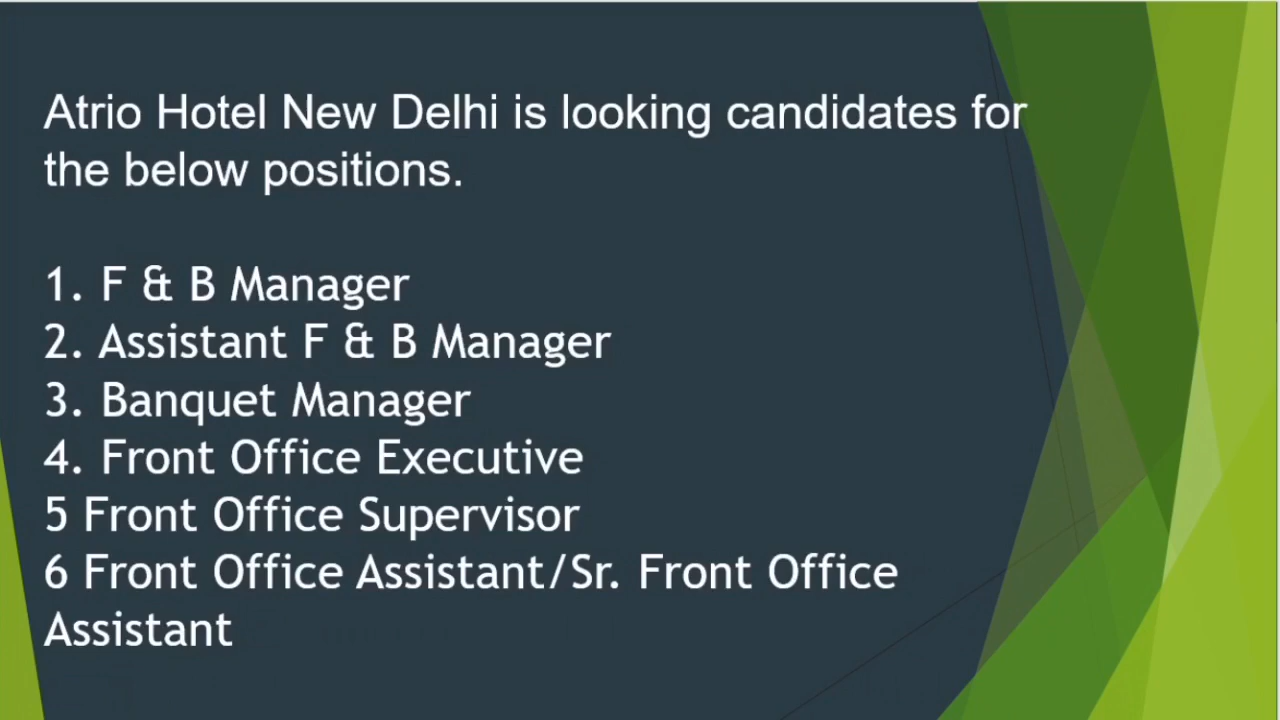 Atrio Hotel New Delhi is looking candidates for
the below positions.
1. F & B Manager
2. Assistant F & B Manager
3. Banquet Manager
4. Front Office Executive
5 Front Office Supervisor
6 Front Office Assistant/Sr. Front Office
Assistant